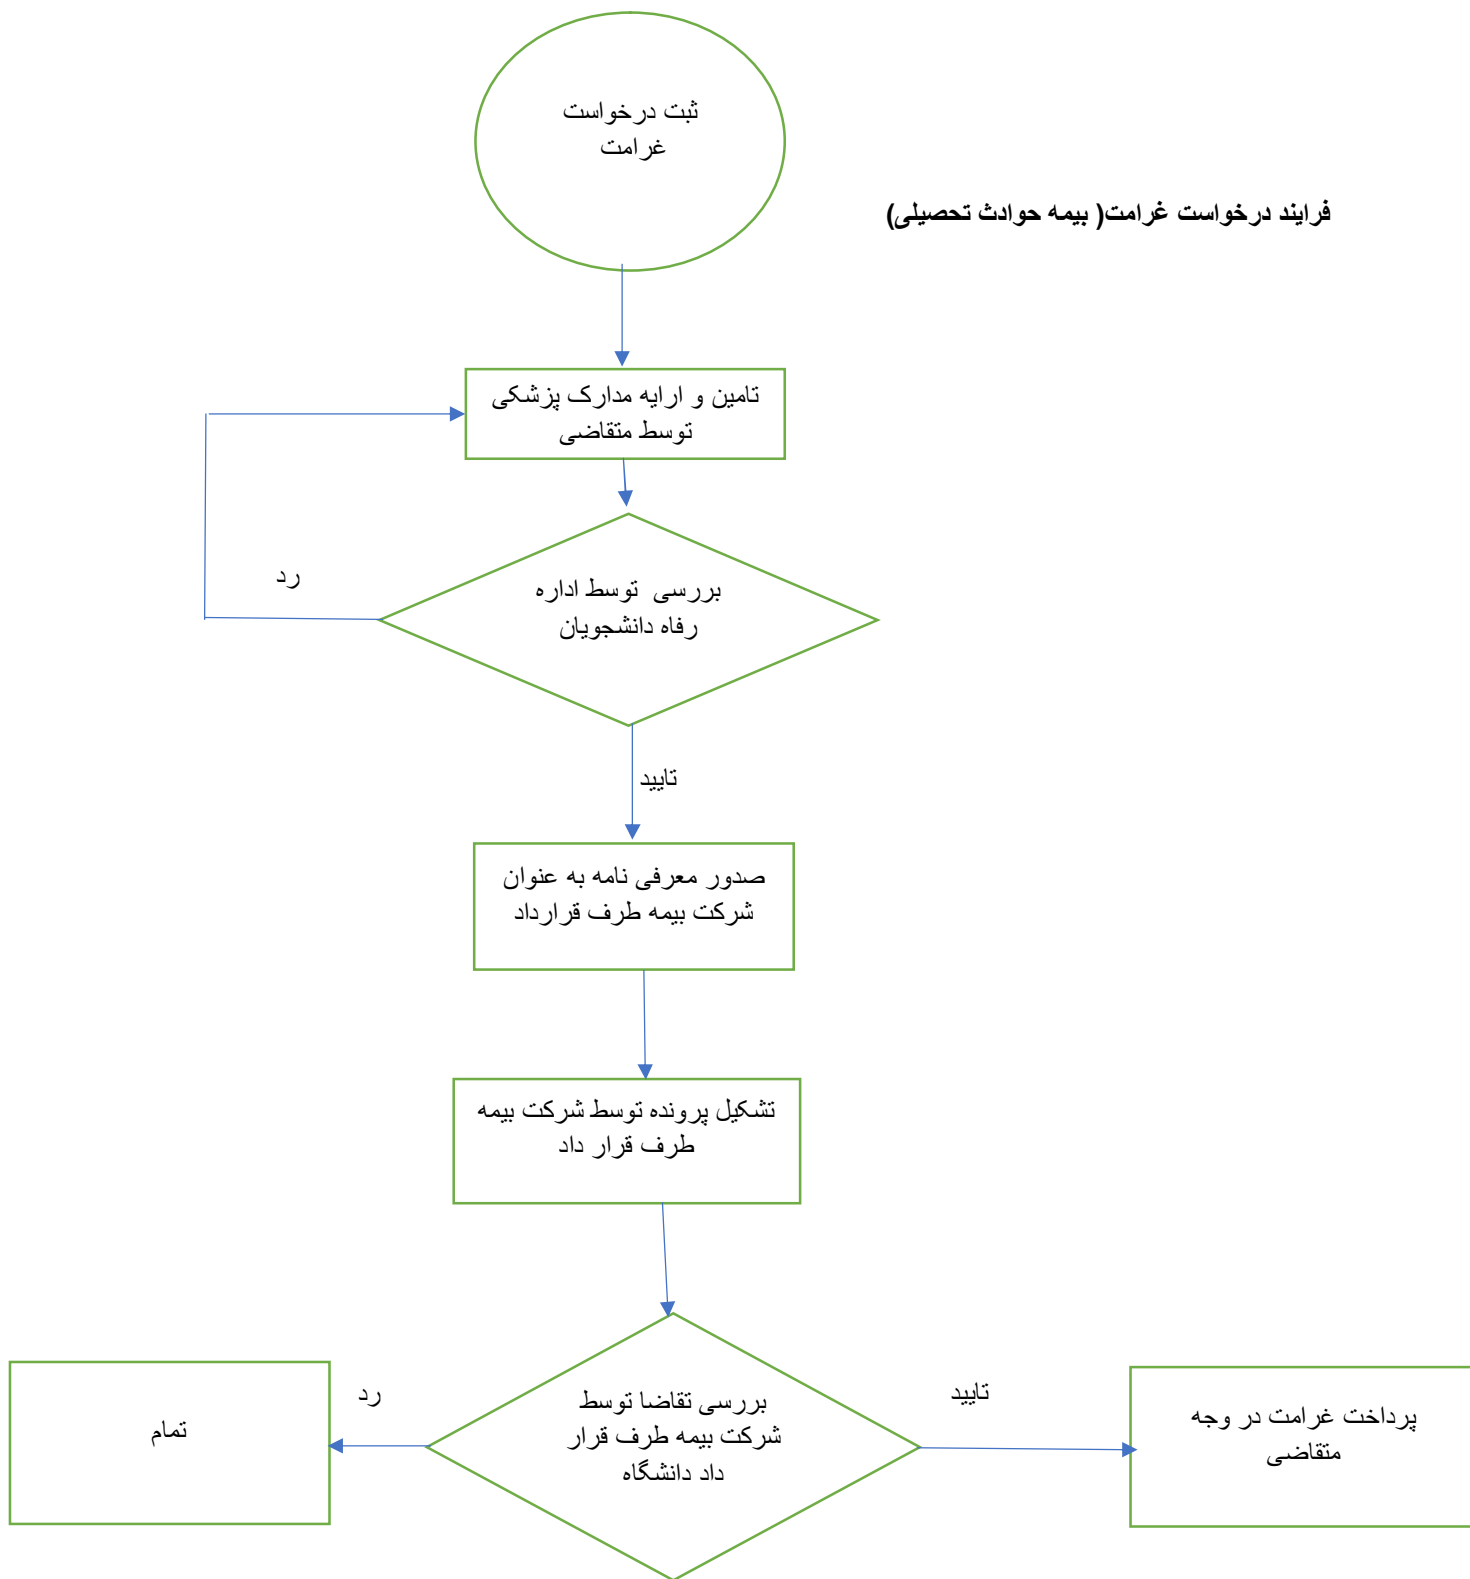 ثبت درخواست
غرامت
فرایند درخواست غرامت( بیمه حوادث تحصیلی)
تامین و ارایه مدارک پزشکی
توسط متقاضی
رد
بررسی توسط اداره
رفاه دانشجویان
تایید
صدور معرفی نامه به عنوان
شرکت بیمه طرف قرارداد
تشکیل پرونده توسط شرکت بیمه
طرف قرار داد
بررسی تقاضا توسط
شرکت بیمه طرف قرار
داد دانشگاه
تایید
پرداخت غرامت در وجه
متقاضی
رد
تمام